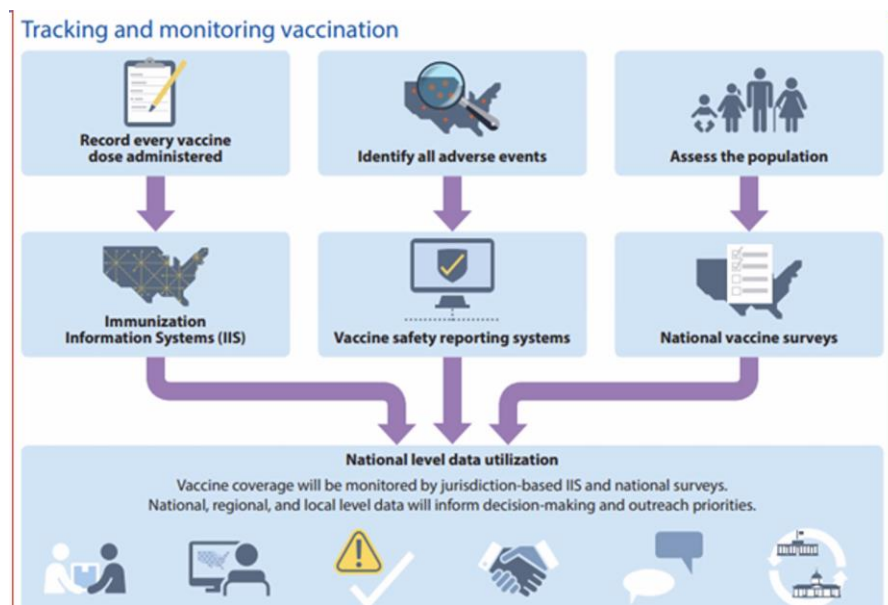 Tracking and monitoring vaccination
Record every vaccine
dose administered
Identify all adverse events
Assess the population
Immunization
Information Systems (IIS)
Vaccine safety reporting systems
National vaccine surveys
National level data utilization
Vaccine coverage will be monitored by jurisdiction-based IIS and national surveys.
National, regional, and local level data will inform decision-making and outreach priorities.